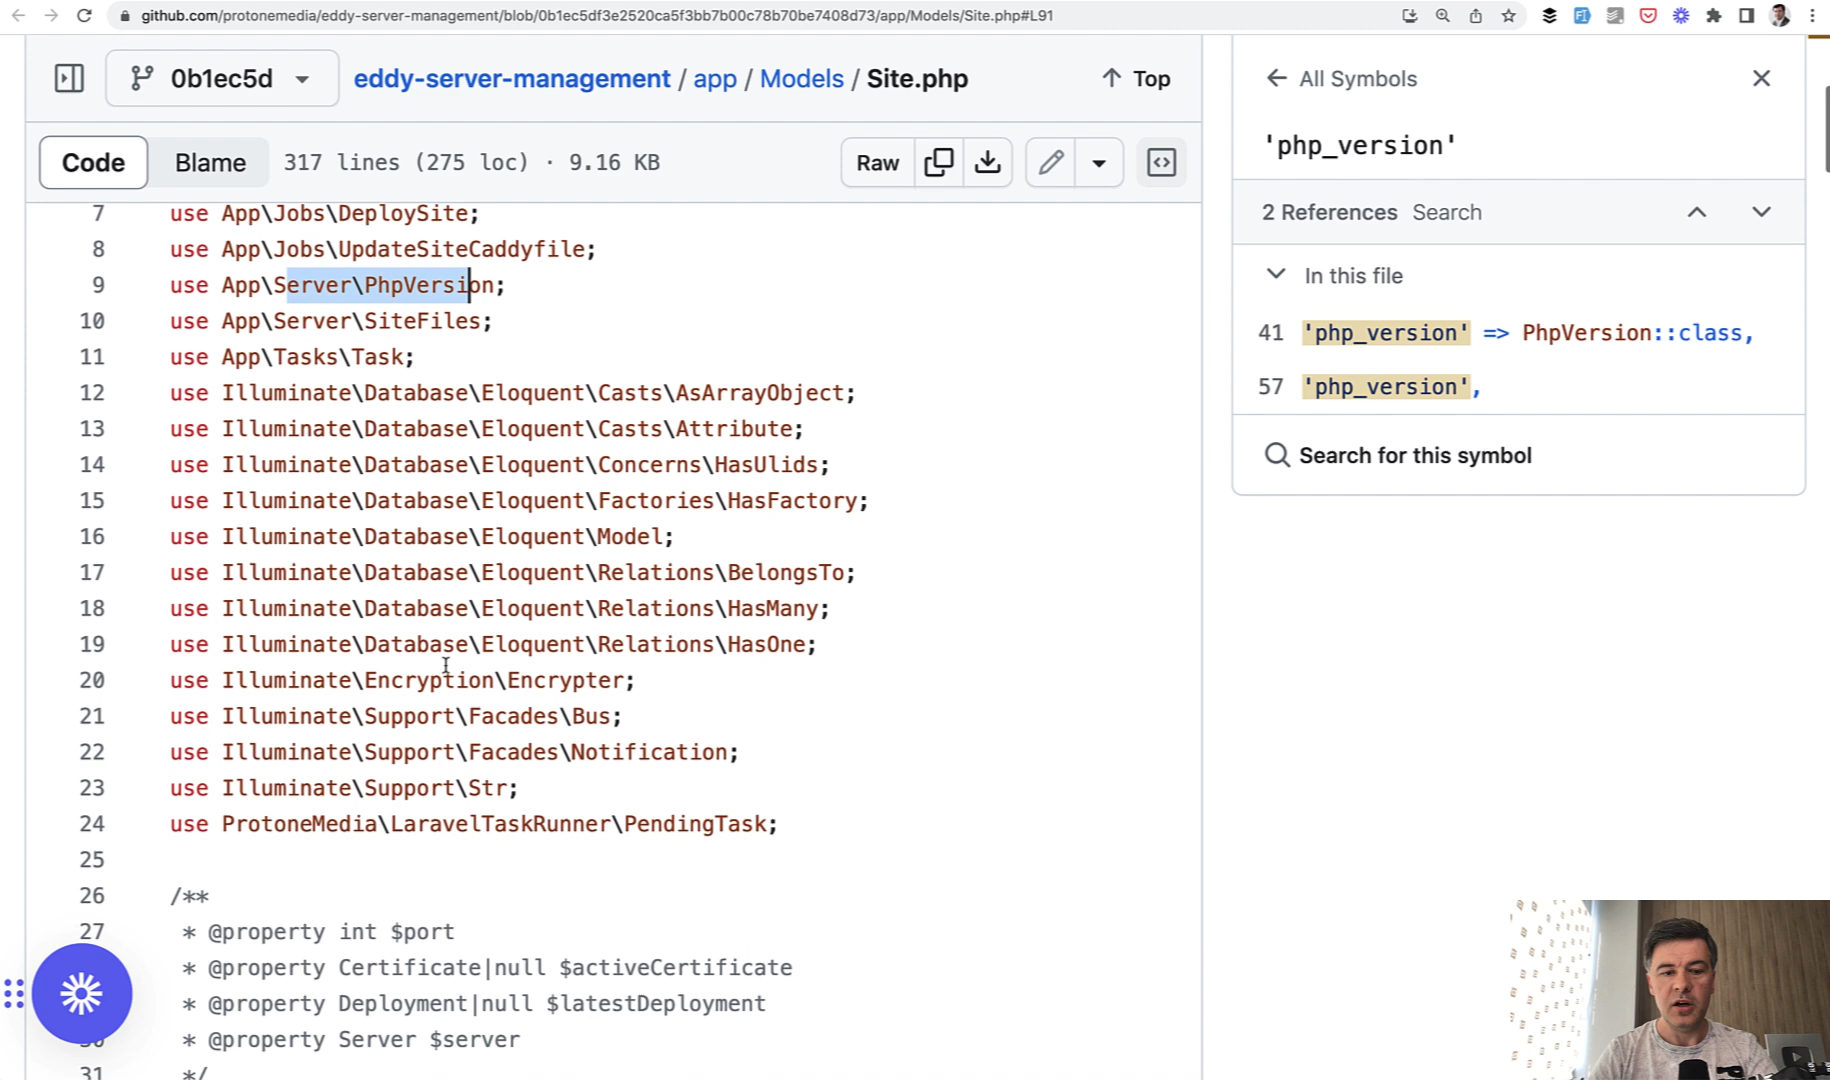 github.com/protonemedia/eddy-server-management/blob/0b1ec5df3e2520ca5f3bb7b00c78b70be7408d73/app/Models/Site.php#L91
0b1ec5d
eddy-server-management / app / Models / Site.php
Top
Code
Blame
317 lines (275 loc) · 9.16 KB
Raw
7 use App\Jobs\DeploySite;
8 use App\Jobs\UpdateSiteCaddyfile;
9 use App\Server\PhpVersion;
10 use App\Server\SiteFiles;
11 use App\Tasks\Task;
12 use Illuminate\Database\Eloquent\Casts\AsArrayObject;
13 use Illuminate\Database\Eloquent\Casts\Attribute;
14 use Illuminate\Database\Eloquent\Concerns\HasUlids;
15 use Illuminate\Database\Eloquent\Factories\HasFactory;
16 use Illuminate\Database\Eloquent\Model;
17 use Illuminate\Database\Eloquent\Relations\BelongsTo;
18 use Illuminate\Database\Eloquent\Relations\HasMany;
19 use Illuminate\Database\Eloquent\Relations\HasOne;
20 use Illuminate\Encryption\Encrypter;
21 use Illuminate\Support\Facades\Bus;
22 use Illuminate\Support\Facades\Notification;
23 use Illuminate\Support\Str;
24 use ProtoneMedia\LaravelTaskRunner\PendingTask;
25
26 /**
27 * @property int $port
* @property Certificate|null $activeCertificate
* @property Deployment|null $latestDeployment
* @property Server $server
31 */
All Symbols
'php_version'
2 References Search
In this file
41 'php_version' => PhpVersion::class,
57 'php_version',
Search for this symbol